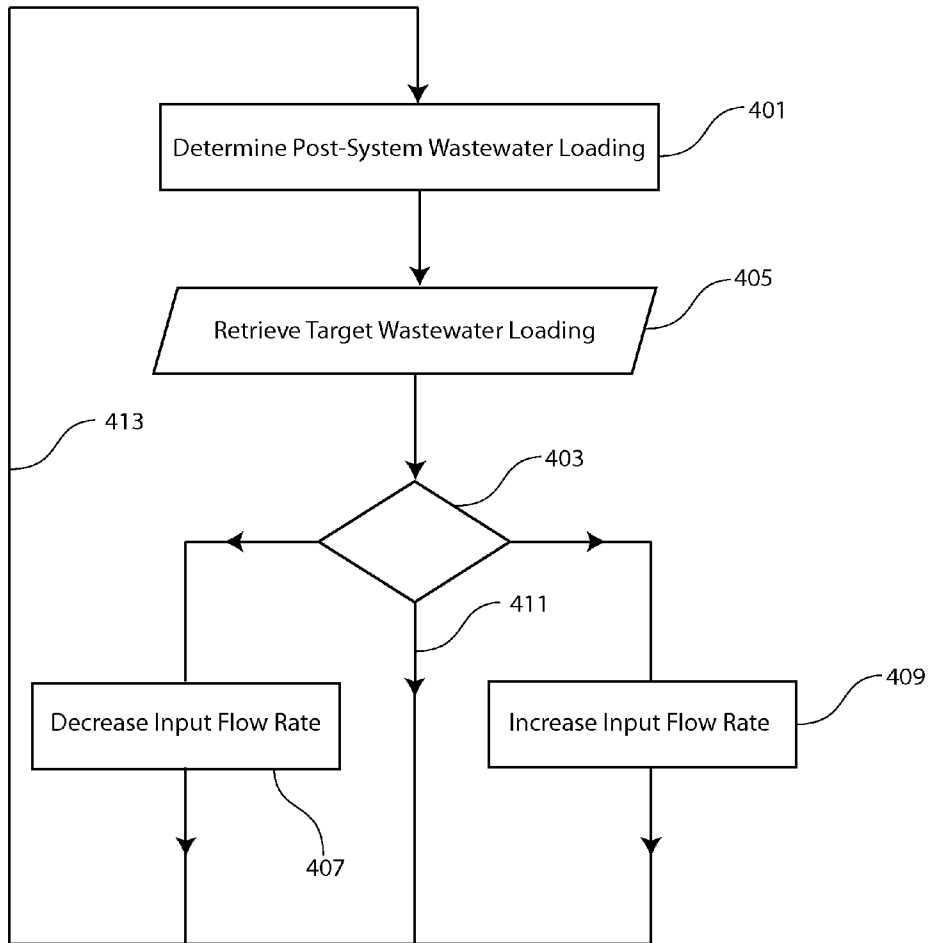 401
Determine Post-System Wastewater Loading
405
Retrieve Target Wastewater Loading
413
403
411
409
Decrease Input Flow Rate
Increase Input Flow Rate
407